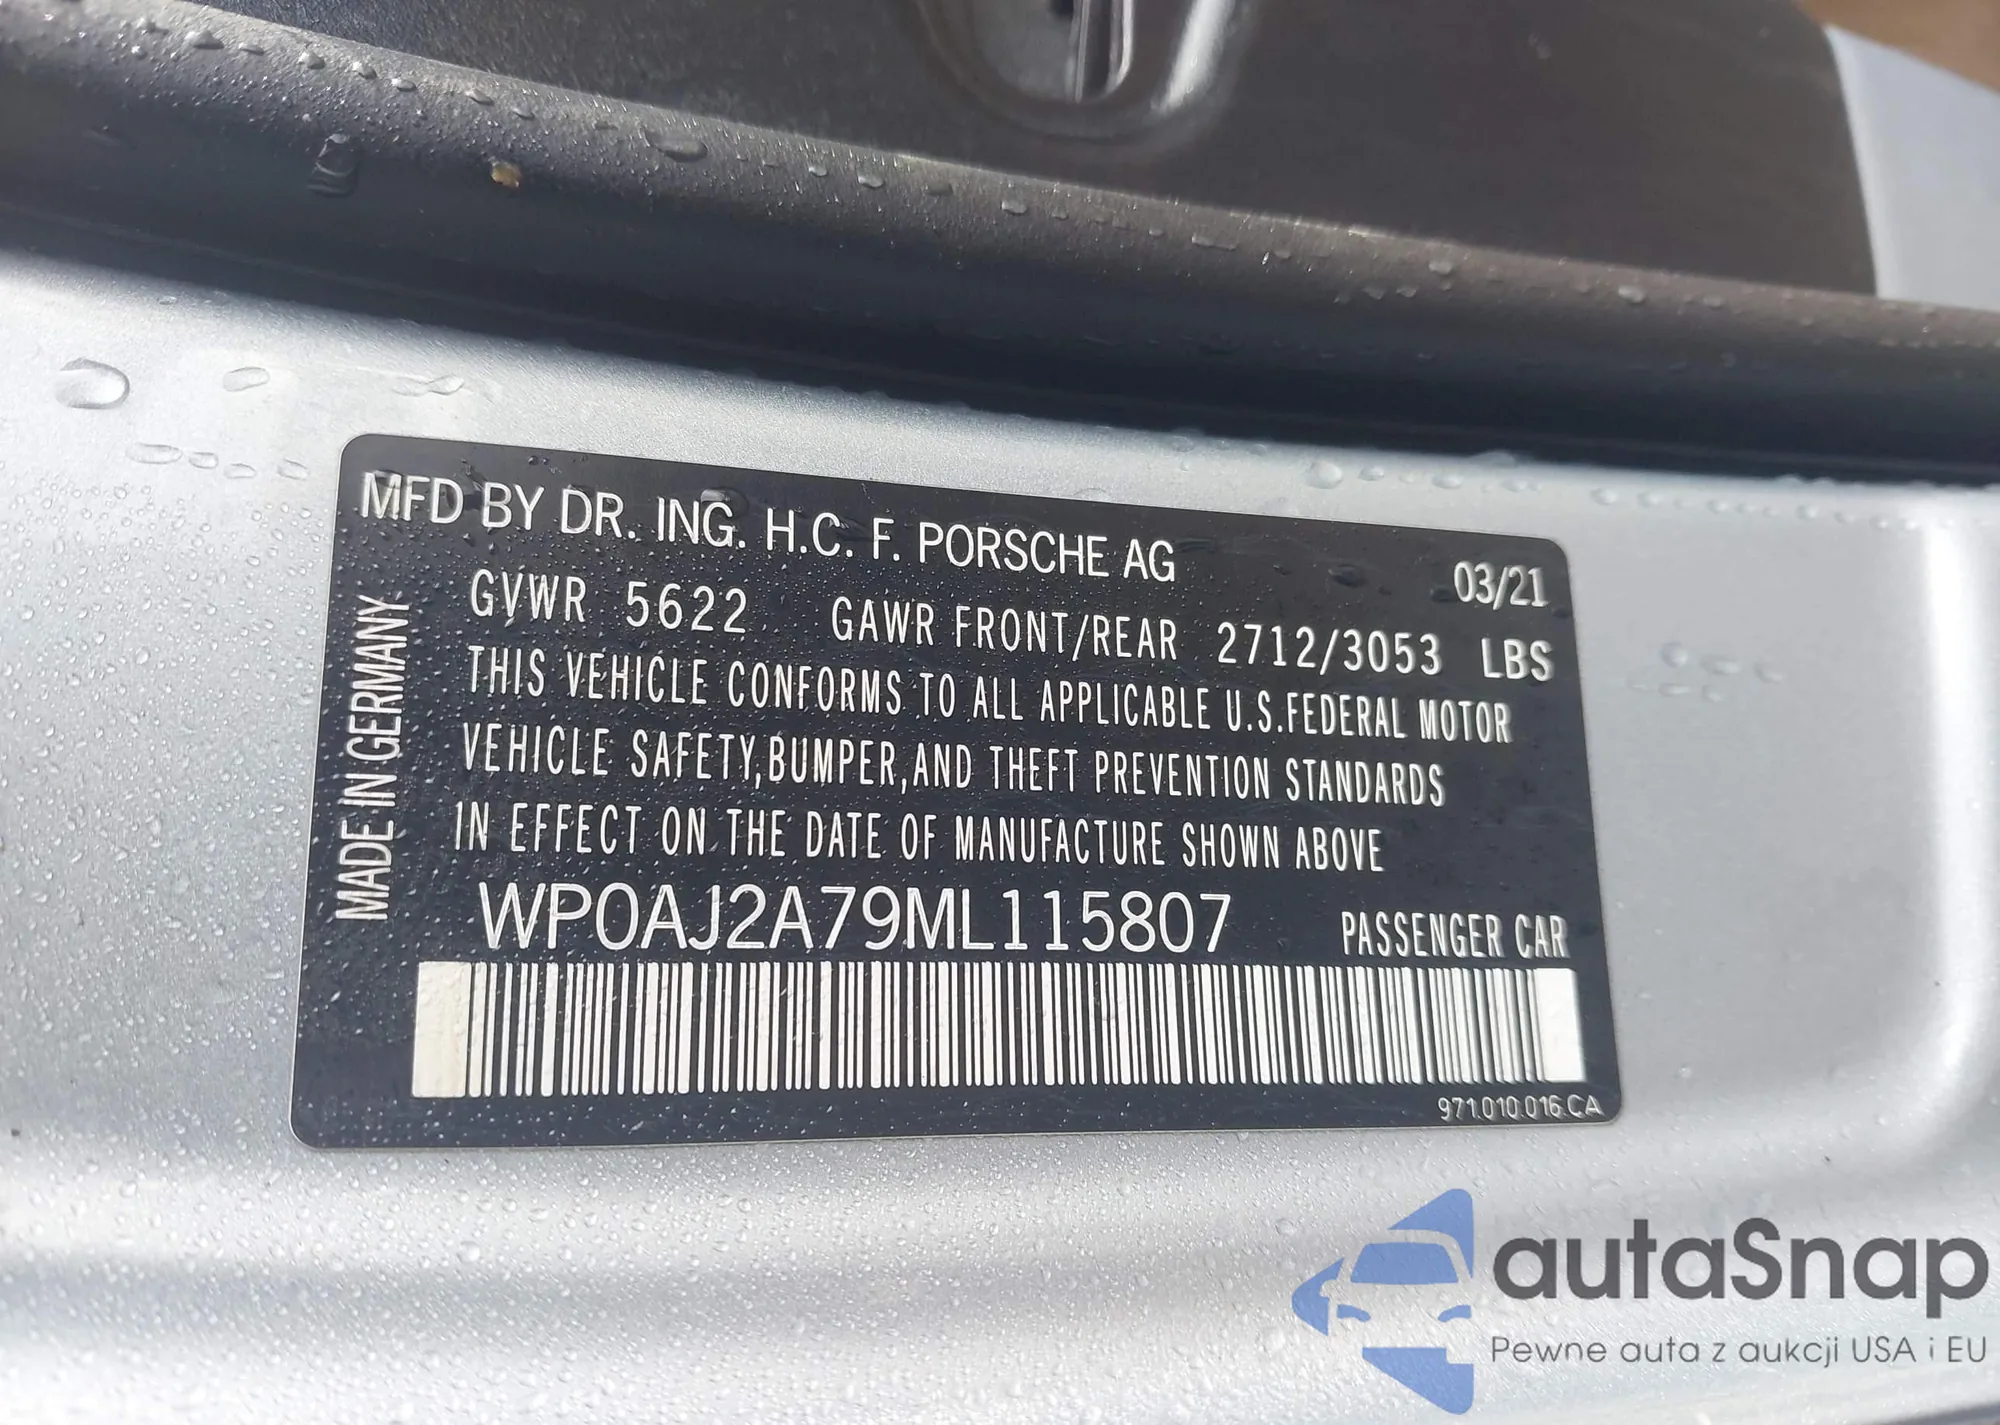 MFD BY DR. ING. H.C. F. PORSCHE AG 03/21
GVWR 5622 GAWR FRONT/REAR 2712/3053 LBS
THIS VEHICLE CONFORMS TO ALL APPLICABLE U.S.FEDERAL MOTOR
VEHICLE SAFETY,BUMPER,AND THEFT PREVENTION STANDARDS
IN EFFECT ON THE DATE OF MANUFACTURE SHOWN ABOVE
WP0AJ2A79ML115807 PASSENGER CAR
MADE IN GERMANY
971.010.016.CA
autaSnap
Pewne auta z aukcji USA i EU